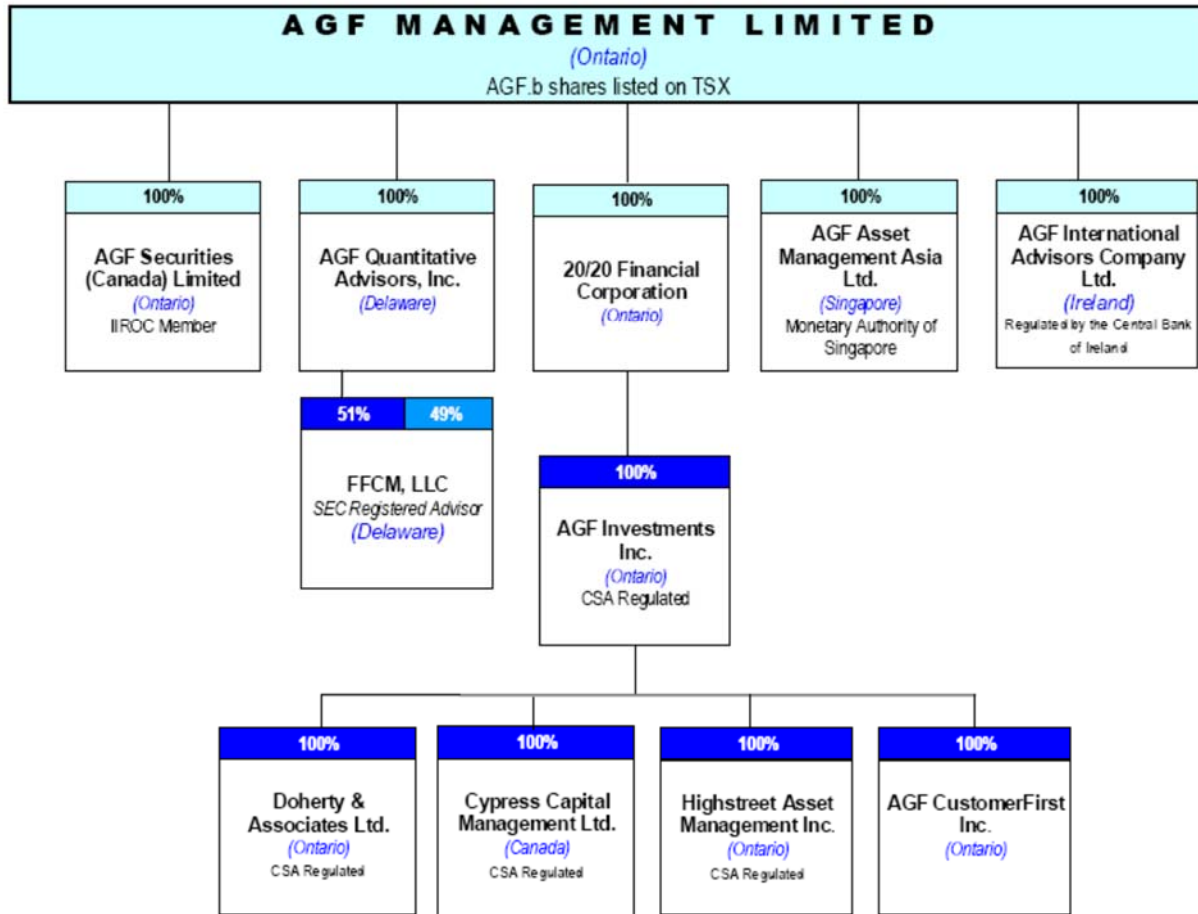 AGF MANAGEMENT LIMITED
(Ontario)
AGF.b shares listed on TSX
100%
AGF Securities
(Canada) Limited
(Ontario)
IIROC Member
100%
AGF Quantitative
Advisors, Inc.
(Delaware)
100%
20/20 Financial
Corporation
(Ontario)
100%
AGF Asset
Management Asia
Ltd.
(Singapore)
Monetary Authority of
Singapore
100%
AGF International
Advisors Company
Ltd.
(Ireland)
Regulated by the Central Bank
of Ireland
51% 49%
FFCM, LLC
SEC Registered Advisor
(Delaware)
100%
AGF Investments
Inc.
(Ontario)
CSA Regulated
100%
Doherty &
Associates Ltd.
(Ontario)
CSA Regulated
100%
Cypress Capital
Management Ltd.
(Canada)
CSA Regulated
100%
Highstreet Asset
Management Inc.
(Ontario)
CSA Regulated
100%
AGF CustomerFirst
Inc.
(Ontario)